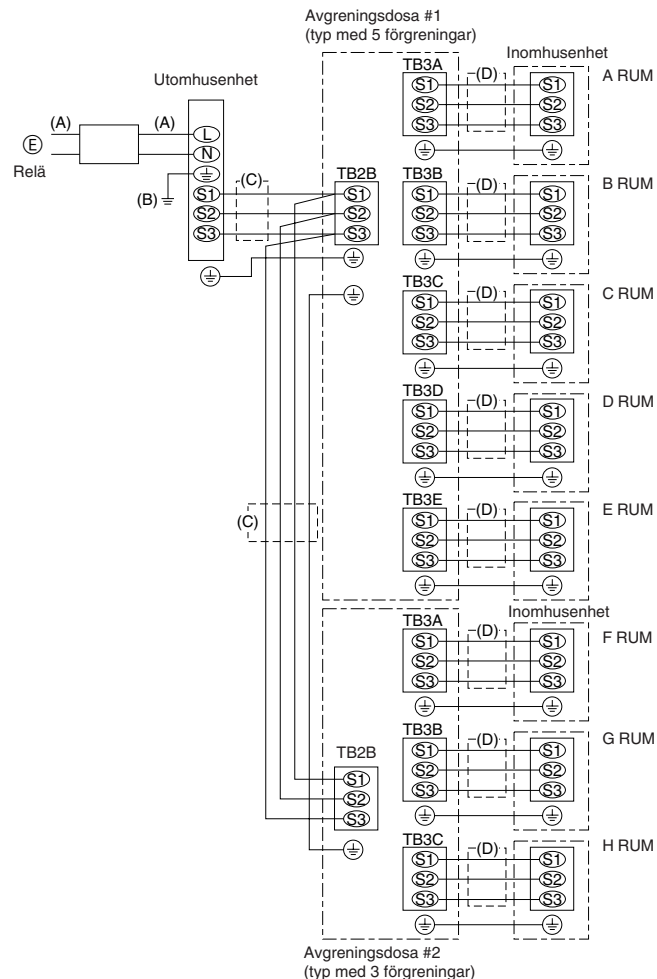 Avgreningsdosa #1
(typ med 5 förgreningar)
Utomhusenhet
Inomhusenhet
(A)
(A)
Ⓔ
Relä
L
N
(B)
S1
S2
S3
(C)
TB2B
S1
S2
S3
TB3A
S1
S2
S3
(D)
S1
S2
S3
A RUM
TB3B
S1
S2
S3
(D)
S1
S2
S3
B RUM
TB3C
S1
S2
S3
(D)
S1
S2
S3
C RUM
TB3D
S1
S2
S3
(D)
S1
S2
S3
D RUM
TB3E
S1
S2
S3
(D)
S1
S2
S3
E RUM
(C)
Inomhusenhet
TB3A
S1
S2
S3
(D)
S1
S2
S3
F RUM
TB2B
S1
S2
S3
TB3B
S1
S2
S3
(D)
S1
S2
S3
G RUM
TB3C
S1
S2
S3
(D)
S1
S2
S3
H RUM
Avgreningsdosa #2
(typ med 3 förgreningar)